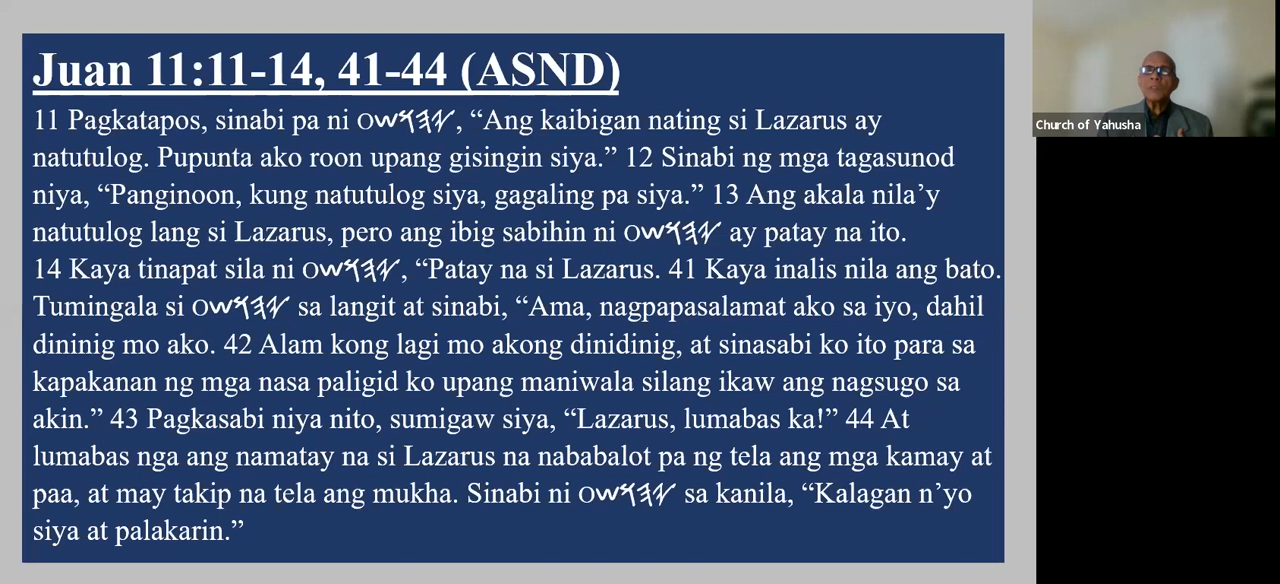 Juan 11:11-14, 41-44 (ASND)
11 Pagkatapos, sinabi pa ni 𐤉𐤄𐤅𐤔𐤏, “Ang kaibigan nating si Lazarus ay
natutulog. Pupunta ako roon upang gisingin siya.” 12 Sinabi ng mga tagasunod
niya, “Panginoon, kung natutulog siya, gagaling pa siya.” 13 Ang akala nila’y
natutulog lang si Lazarus, pero ang ibig sabihin ni 𐤉𐤄𐤅𐤔𐤏 ay patay na ito.
14 Kaya tinapat sila ni 𐤉𐤄𐤅𐤔𐤏, “Patay na si Lazarus. 41 Kaya inalis nila ang bato.
Tumingala si 𐤉𐤄𐤅𐤔𐤏 sa langit at sinabi, “Ama, nagpapasalamat ako sa iyo, dahil
dininig mo ako. 42 Alam kong lagi mo akong dinidinig, at sinasabi ko ito para sa
kapakanan ng mga nasa paligid ko upang maniwala silang ikaw ang nagsugo sa
akin.” 43 Pagkasabi niya nito, sumigaw siya, “Lazarus, lumabas ka!” 44 At
lumabas nga ang namatay na si Lazarus na nababalot pa ng tela ang mga kamay at
paa, at may takip na tela ang mukha. Sinabi ni 𐤉𐤄𐤅𐤔𐤏 sa kanila, “Kalagan n’yo
siya at palakarin.”
Church of Yahusha